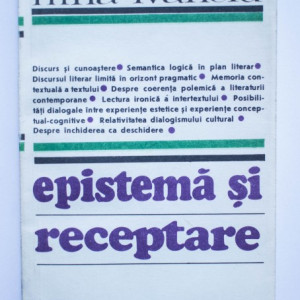 Discurs și cunoaștere ● Semantica logică în plan literar ●
Discursul literar limită în orizont pragmatic ● Memoria con-
textuală a textului ● Despre coerența polemică a literaturii
contemporane ● Lectura ironică a intertextului ● Posibili-
tăți dialogale între experiențe estetice și experiențe concep-
tual-cognitive ● Relativitatea dialogismului cultural ●
Despre închiderea ca deschidere ●
epistemă și
receptare